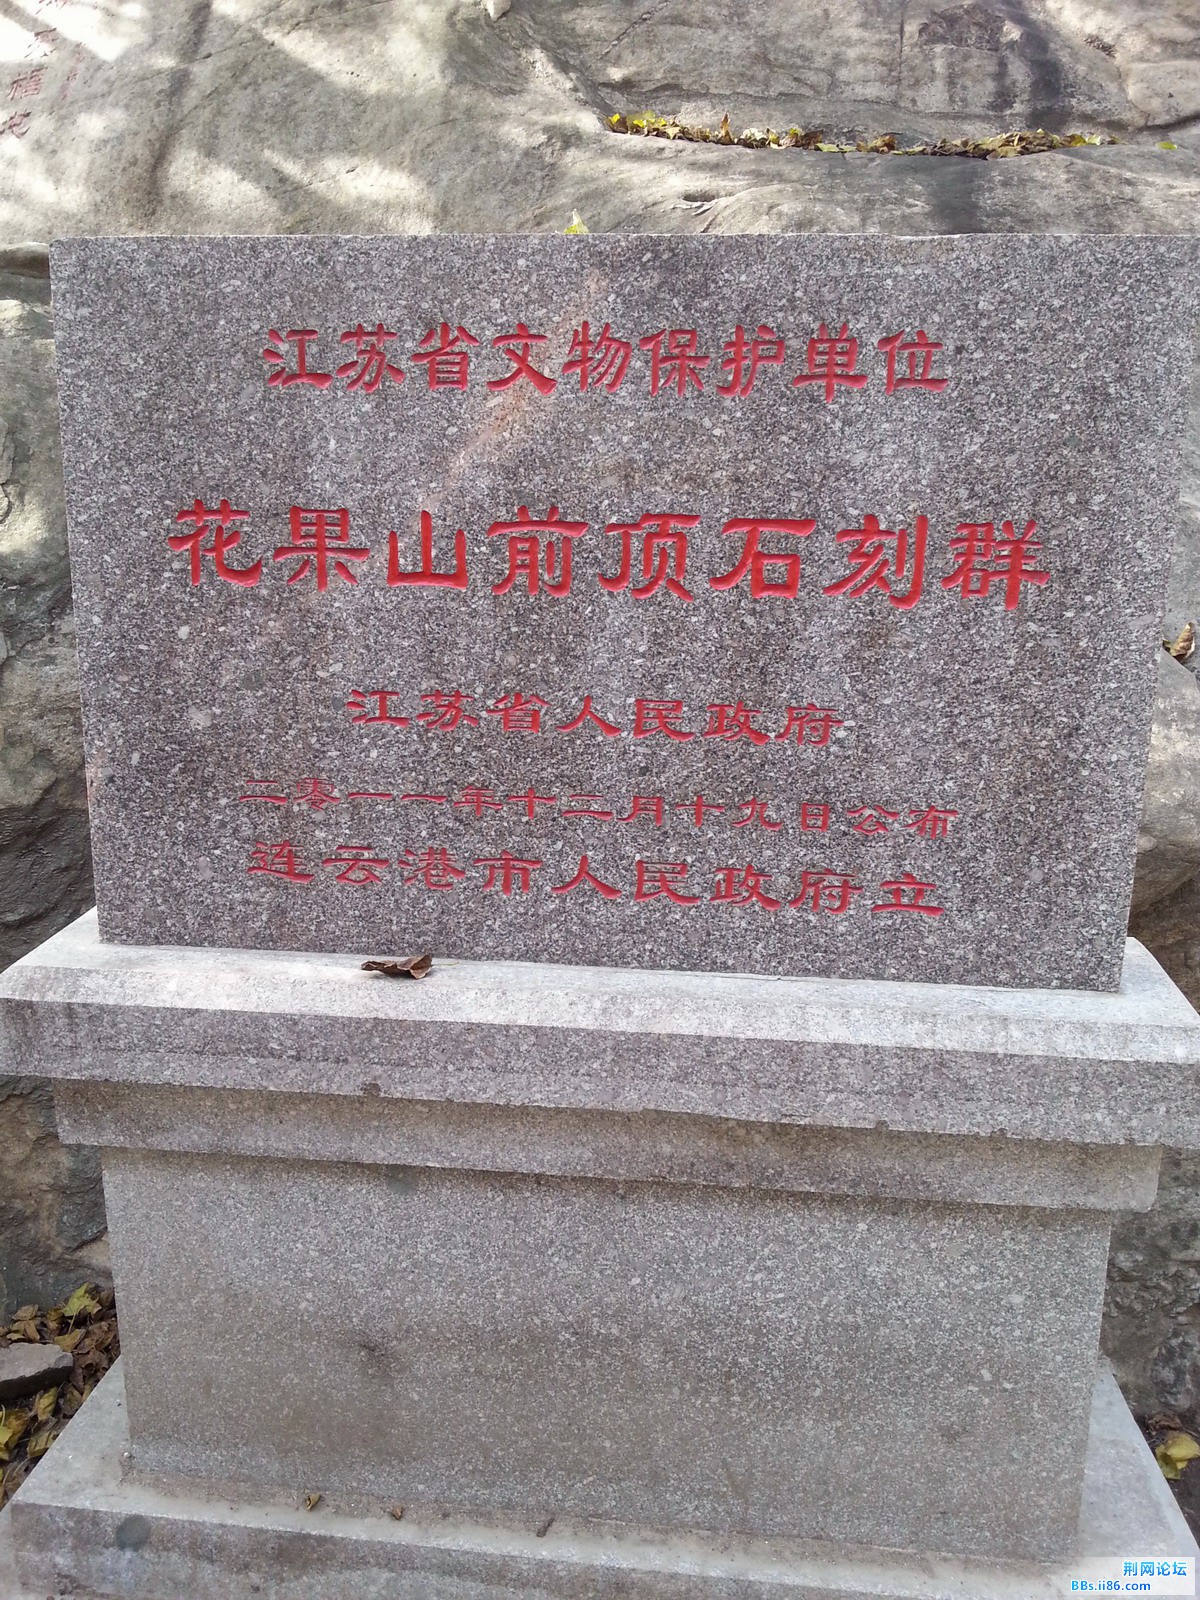 江苏省文物保护单位
花果山前顶石刻群
江苏省人民政府
二零一一年十二月十九日公布
连云港市人民政府立
荆网论坛
BBs.ii86.com